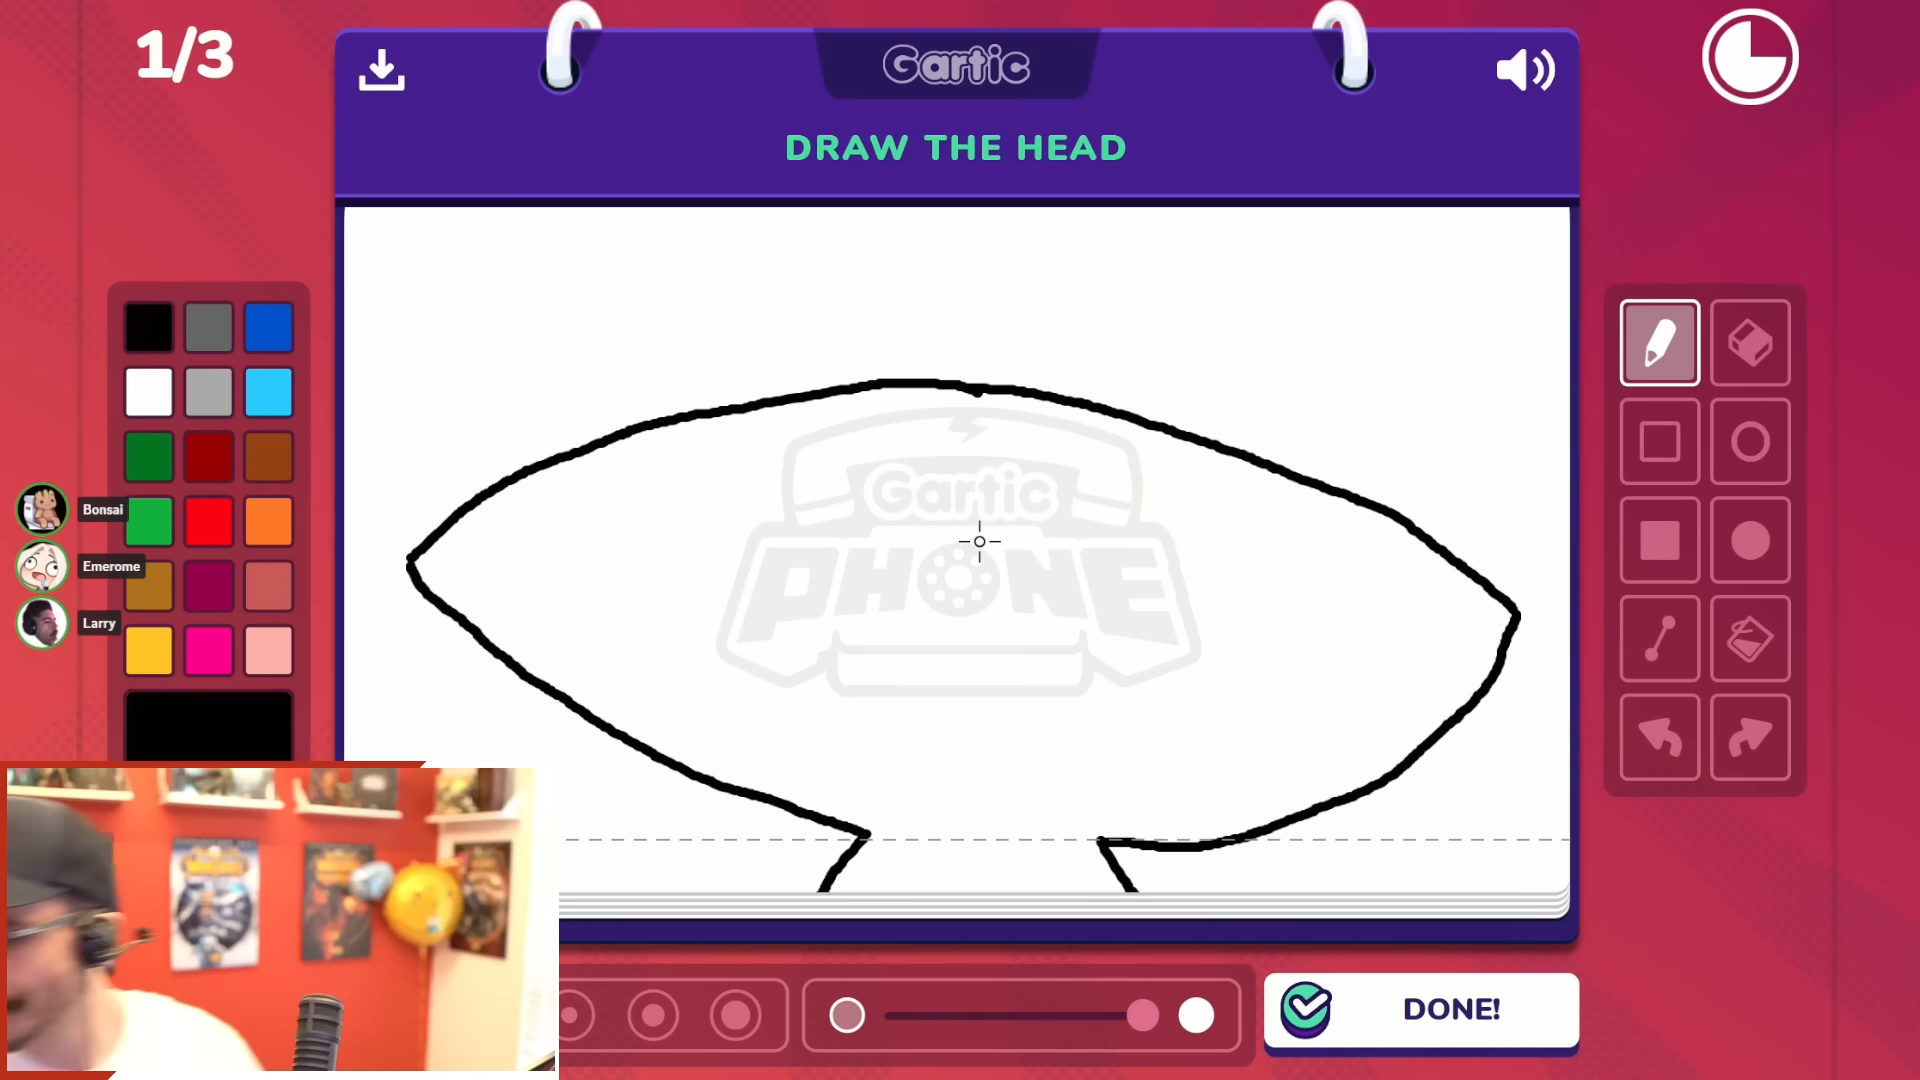 1/3
Gartic
DRAW THE HEAD
Gartic
PHONE
Bonsai
Emerome
Larry
DONE!